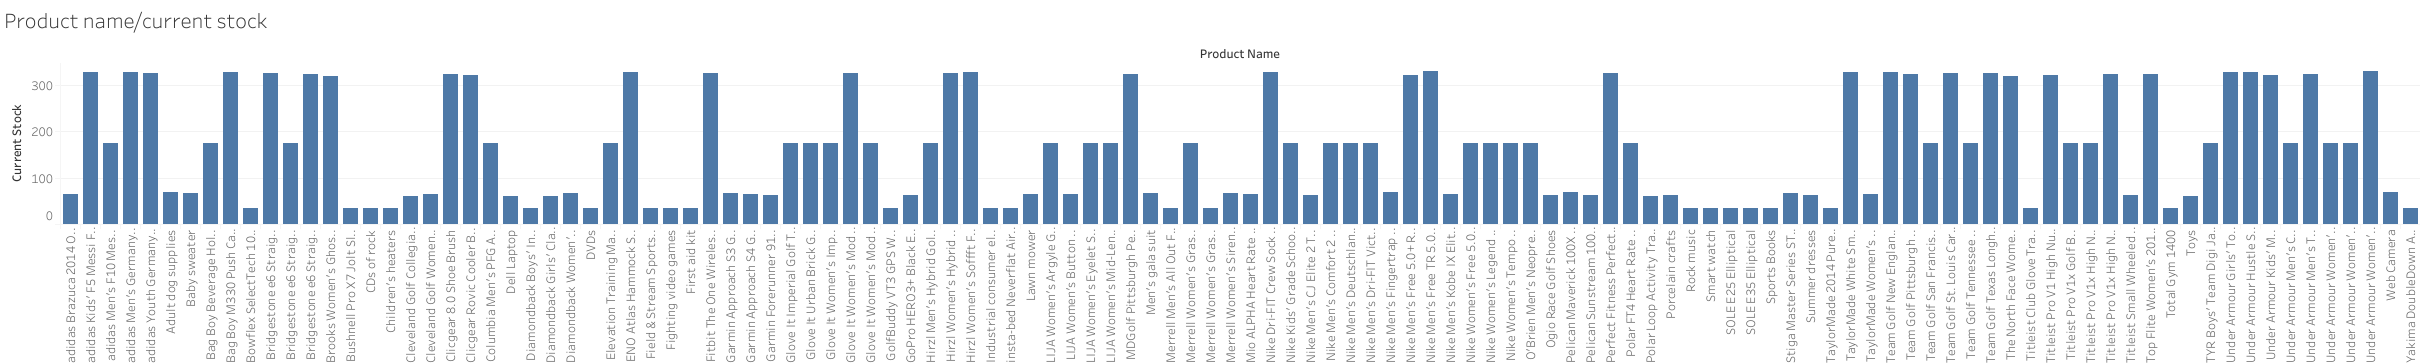 Product name/current stock
Product Name
Current Stock
300
200
100
0
adidas Brazuca 2014 O..
adidas Kids' F5 Messi F..
adidas Men's F10 Mes..
adidas Men's Germany..
adidas Youth Germany..
Adult dog supplies
Baby sweater
Bag Boy Beverage Hol..
Bag Boy M330 Push Ca..
Bowflex SelectTech 10..
Bridgestone e6 Straig..
Bridgestone e6 Straig..
Bridgestone e6 Straig..
Brooks Women's Ghos..
Bushnell Pro X7 Jolt Sl..
CDs of rock
Children's heaters
Cleveland Golf Collegia..
Cleveland Golf Women..
Clicgear 8.0 Shoe Brush
Clicgear Rovic Cooler B..
Columbia Men's PFG A..
Dell Laptop
Diamondback Boys' In..
Diamondback Girls' Cla..
Diamondback Women'..
DVDs
Elevation Training Ma..
ENO Atlas Hammock S..
Field & Stream Sports..
Fighting video games
First aid kit
Fitbit The One Wireles..
Garmin Approach S3 G..
Garmin Approach S4 G..
Garmin Forerunner 91..
Glove It Imperial Golf T..
Glove It Urban Brick G..
Glove It Women's Imp..
Glove It Women's Mod ..
Glove It Women's Mod ..
GolfBuddy VT3 GPS W..
GoPro HERO3+ Black E..
Hirzl Men's Hybrid Gol..
Hirzl Women's Hybrid ..
Hirzl Women's Soffft F..
Industrial consumer el..
insta-bed Neverflat Air..
Lawn mower
LIJA Women's Argyle G..
LIJA Women's Button ..
LIJA Women's Eyelet S..
LIJA Women's Mid-Len..
MDGolf Pittsburgh Pe..
Men's gala suit
Merrell Men's All Out F..
Merrell Women's Gras..
Merrell Women's Gras..
Merrell Women's Siren..
Mio ALPHA Heart Rate ..
Nike Dri-FIT Crew Sock ..
Nike Kids' Grade Schoo..
Nike Men's CJ Elite 2 T..
Nike Men's Comfort 2 ..
Nike Men's Deutschlan..
Nike Men's Dri-FIT Vict..
Nike Men's Fingertrap ..
Nike Men's Free 5.0+ R..
Nike Men's Free TR 5.0..
Nike Men's Kobe IX Elit..
Nike Women's Free 5.0..
Nike Women's Legend ..
Nike Women's Tempo ..
O'Brien Men's Neopre..
Ogio Race Golf Shoes
Pelican Maverick 100X ..
Pelican Sunstream 100..
Perfect Fitness Perfect..
Polar FT4 Heart Rate ..
Polar Loop Activity Tra..
Porcelain crafts
Rock music
Smart watch
SOLE E25 Elliptical
SOLE E35 Elliptical
Sports Books
Stiga Master Series ST..
Summer dresses
TaylorMade 2014 Pure..
TaylorMade White Sm..
TaylorMade Women's ..
Team Golf New Englan..
Team Golf Pittsburgh ..
Team Golf San Francis..
Team Golf St. Louis Car..
Team Golf Tennessee ..
Team Golf Texas Longh..
The North Face Wome..
Titleist Club Glove Tra..
Titleist Pro V1 High Nu..
Titleist Pro V1x Golf B..
Titleist Pro V1x High N..
Titleist Pro V1x High N..
Titleist Small Wheeled ..
Top Flite Women's 201..
Total Gym 1400
Toys
TYR Boys' Team Digi Ja..
Under Armour Girls' To..
Under Armour Hustle S..
Under Armour Kids' M..
Under Armour Men's C..
Under Armour Men's T..
Under Armour Women'..
Under Armour Women'..
Under Armour Women'..
Web Camera
Yakima DoubleDown A..